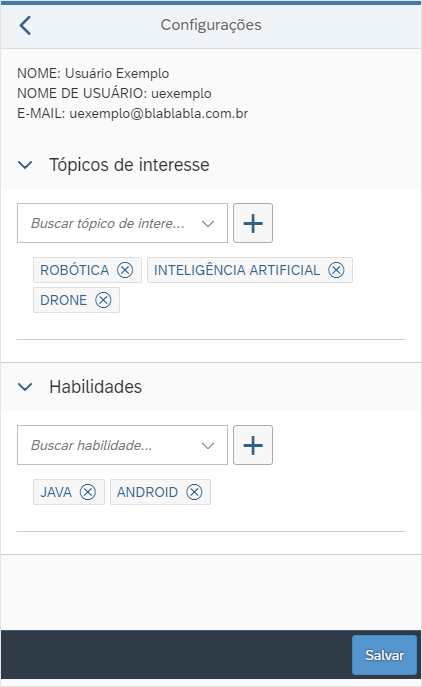 Configurações
NOME: Usuário Exemplo
NOME DE USUÁRIO: uexemplo
E-MAIL: uexemplo@blablabla.com.br
Tópicos de interesse
Buscar tópico de intere...
ROBÓTICA INTELIGÊNCIA ARTIFICIAL
DRONE
Habilidades
Buscar habilidade...
JAVA ANDROID
Salvar